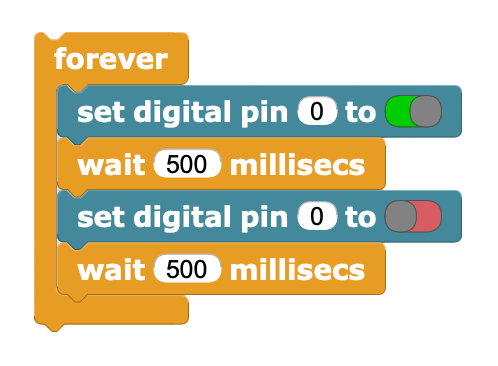 forever
set digital pin 0 to
wait 500 millisecs
set digital pin 0 to
wait 500 millisecs